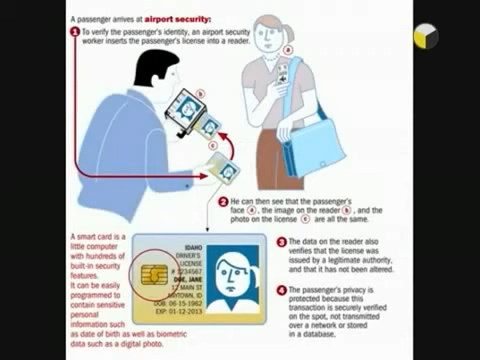 A passenger arrives at airport security:
1 To verify the passenger's identity, an airport security
worker inserts the passenger's license into a reader.
a
b
c
2 He can then see that the passenger's
face a, the image on the reader b, and the
photo on the license c are all the same.
A smart card is a
little computer
with hundreds of
built-in security
features.
It can be easily
programmed to
contain sensitive
personal
information such
as date of birth as well as biometric
data such as a digital photo.
IDAHO
DRIVER'S
LICENSE
# 1234567
DOE, JANE
12 MAIN ST
ANYTOWN, ID
DOB: 06-15-1962
EXP: 01-12-2013
3 The data on the reader also
verifies that the license was
issued by a legitimate authority,
and that it has not been altered.
4 The passenger's privacy is
protected because this
transaction is securely verified
on the spot, not transmitted
over a network or stored
in a database.